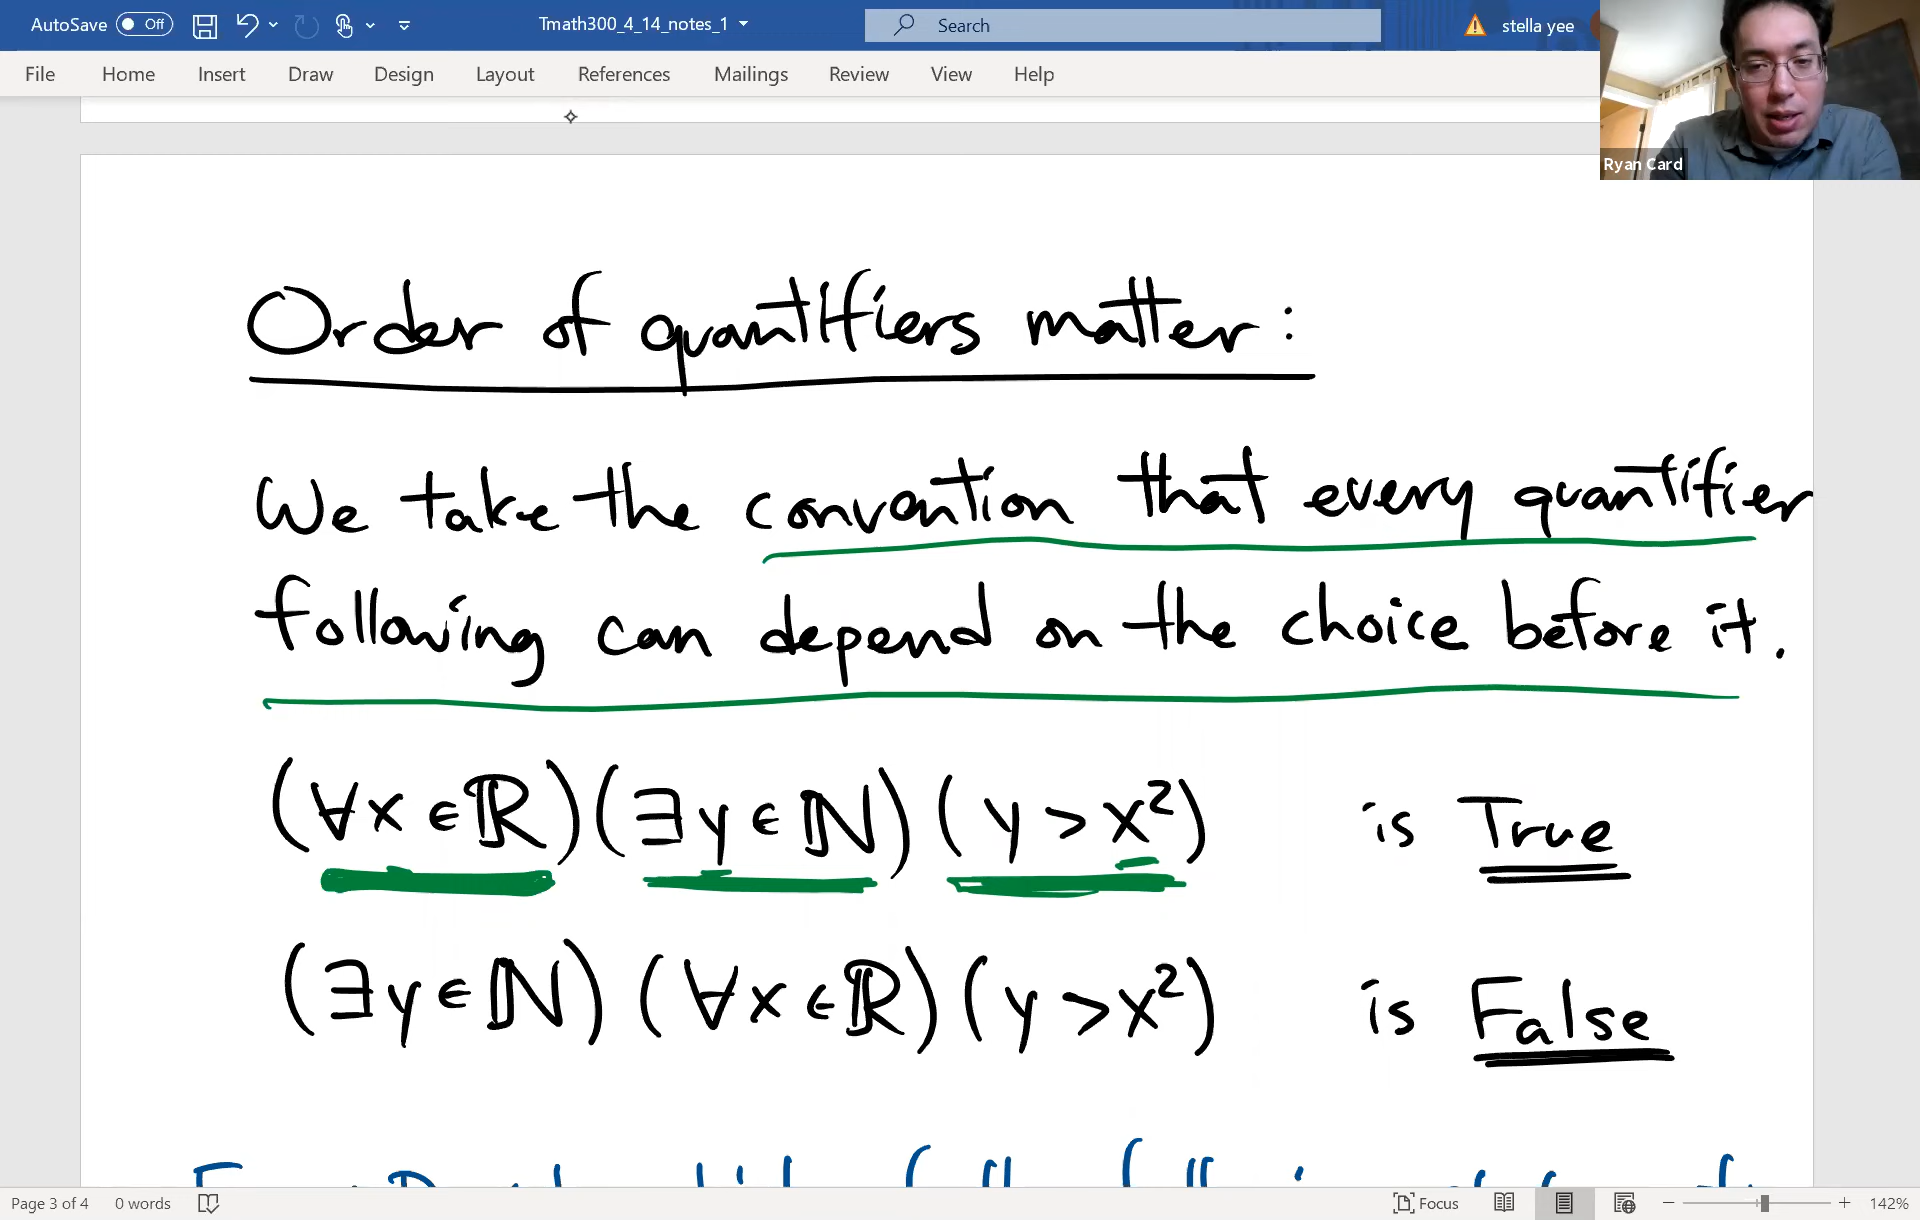 AutoSave Off Tmath300_4_14_notes_1 Search stella yee
File Home Insert Draw Design Layout References Mailings Review View Help
Ryan Card
Order of quantifiers matter:
We take the convention that every quantifier
following can depend on the choice before it.
(∀x∈ℝ)(∃y∈ℕ)(y>x²) is True
(∃y∈ℕ)(∀x∈ℝ)(y>x²) is False
Page 3 of 4 0 words Focus 142%